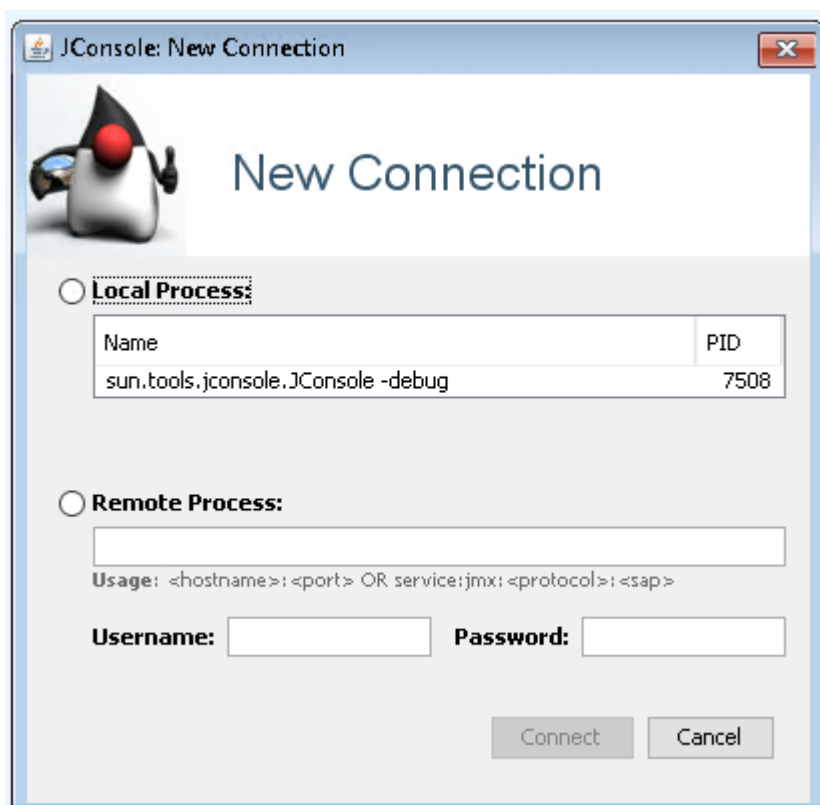 JConsole: New Connection
New Connection
Local Process:
Name PID
sun.tools.jconsole.JConsole -debug 7508
Remote Process:
Usage: <hostname>:<port> OR service:jmx:<protocol>:<sap>
Username: Password:
Connect Cancel